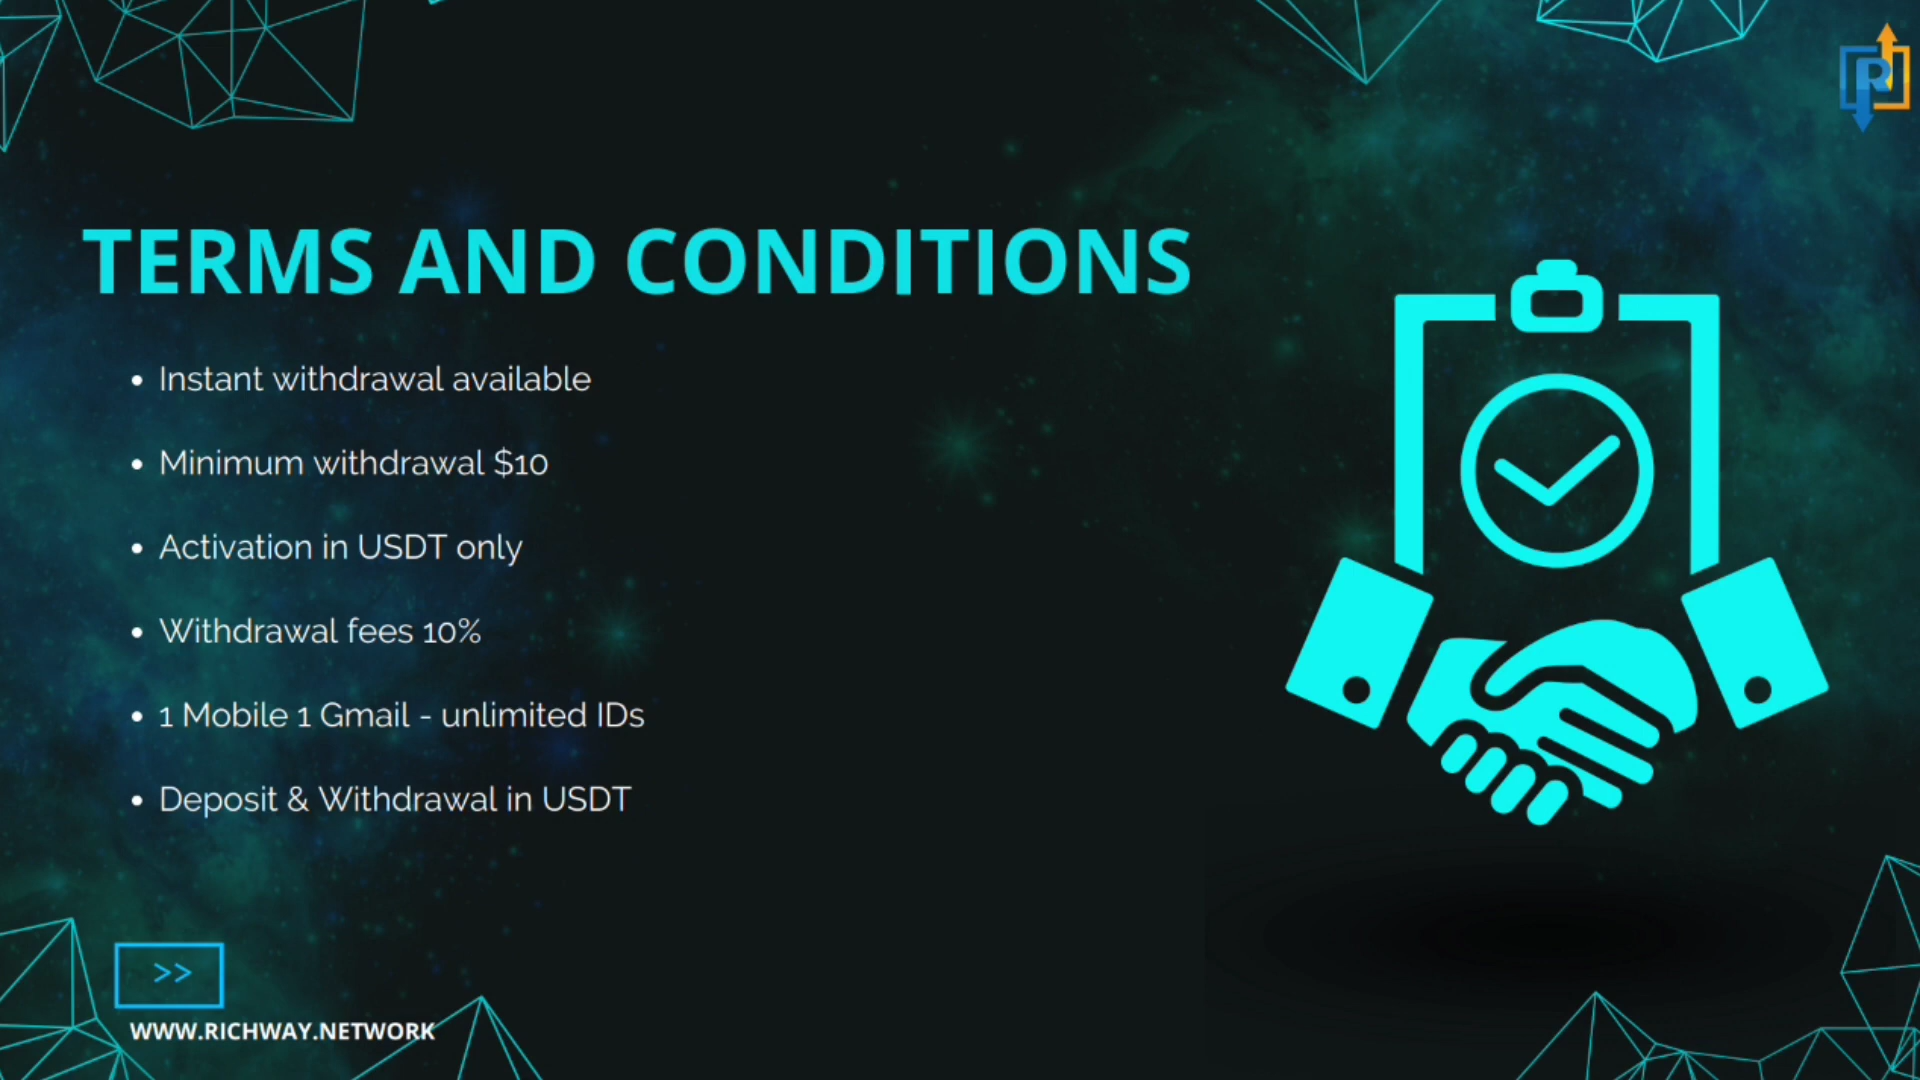 TERMS AND CONDITIONS
• Instant withdrawal available
• Minimum withdrawal $10
• Activation in USDT only
• Withdrawal fees 10%
• 1 Mobile 1 Gmail - unlimited IDs
• Deposit & Withdrawal in USDT
>>
WWW.RICHWAY.NETWORK
R